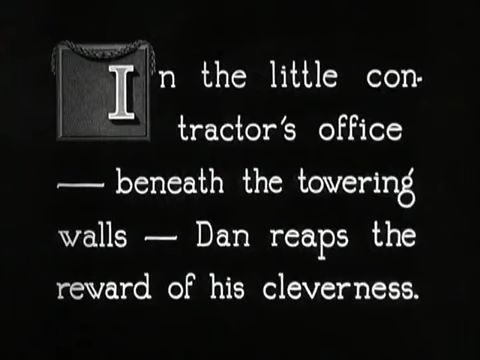 In the little con-
tractor's office
— beneath the towering
walls — Dan reaps the
reward of his cleverness.